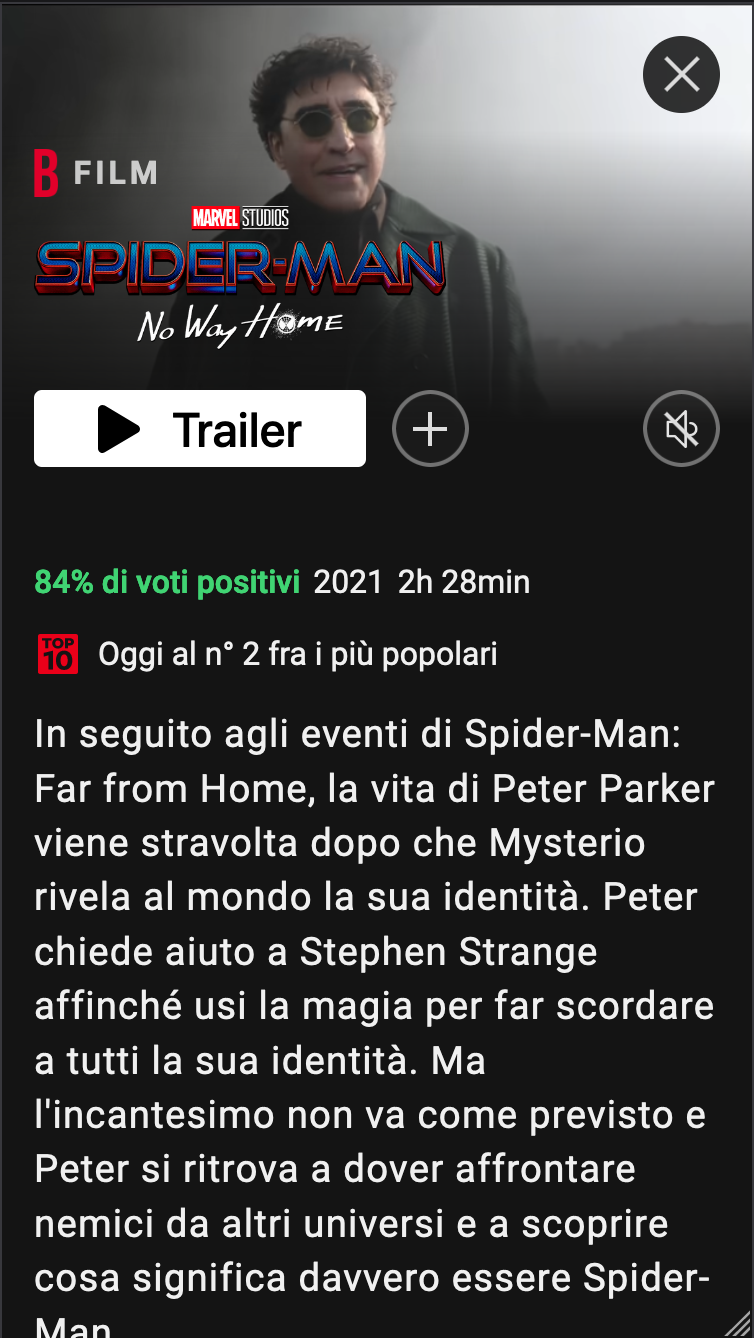 B FILM
MARVEL STUDIOS
SPIDER-MAN
No Way Home
Trailer
84% di voti positivi 2021 2h 28min
TOP
10
Oggi al n° 2 fra i più popolari
In seguito agli eventi di Spider-Man:
Far from Home, la vita di Peter Parker
viene stravolta dopo che Mysterio
rivela al mondo la sua identità. Peter
chiede aiuto a Stephen Strange
affinché usi la magia per far scordare
a tutti la sua identità. Ma
l'incantesimo non va come previsto e
Peter si ritrova a dover affrontare
nemici da altri universi e a scoprire
cosa significa davvero essere Spider-
Man